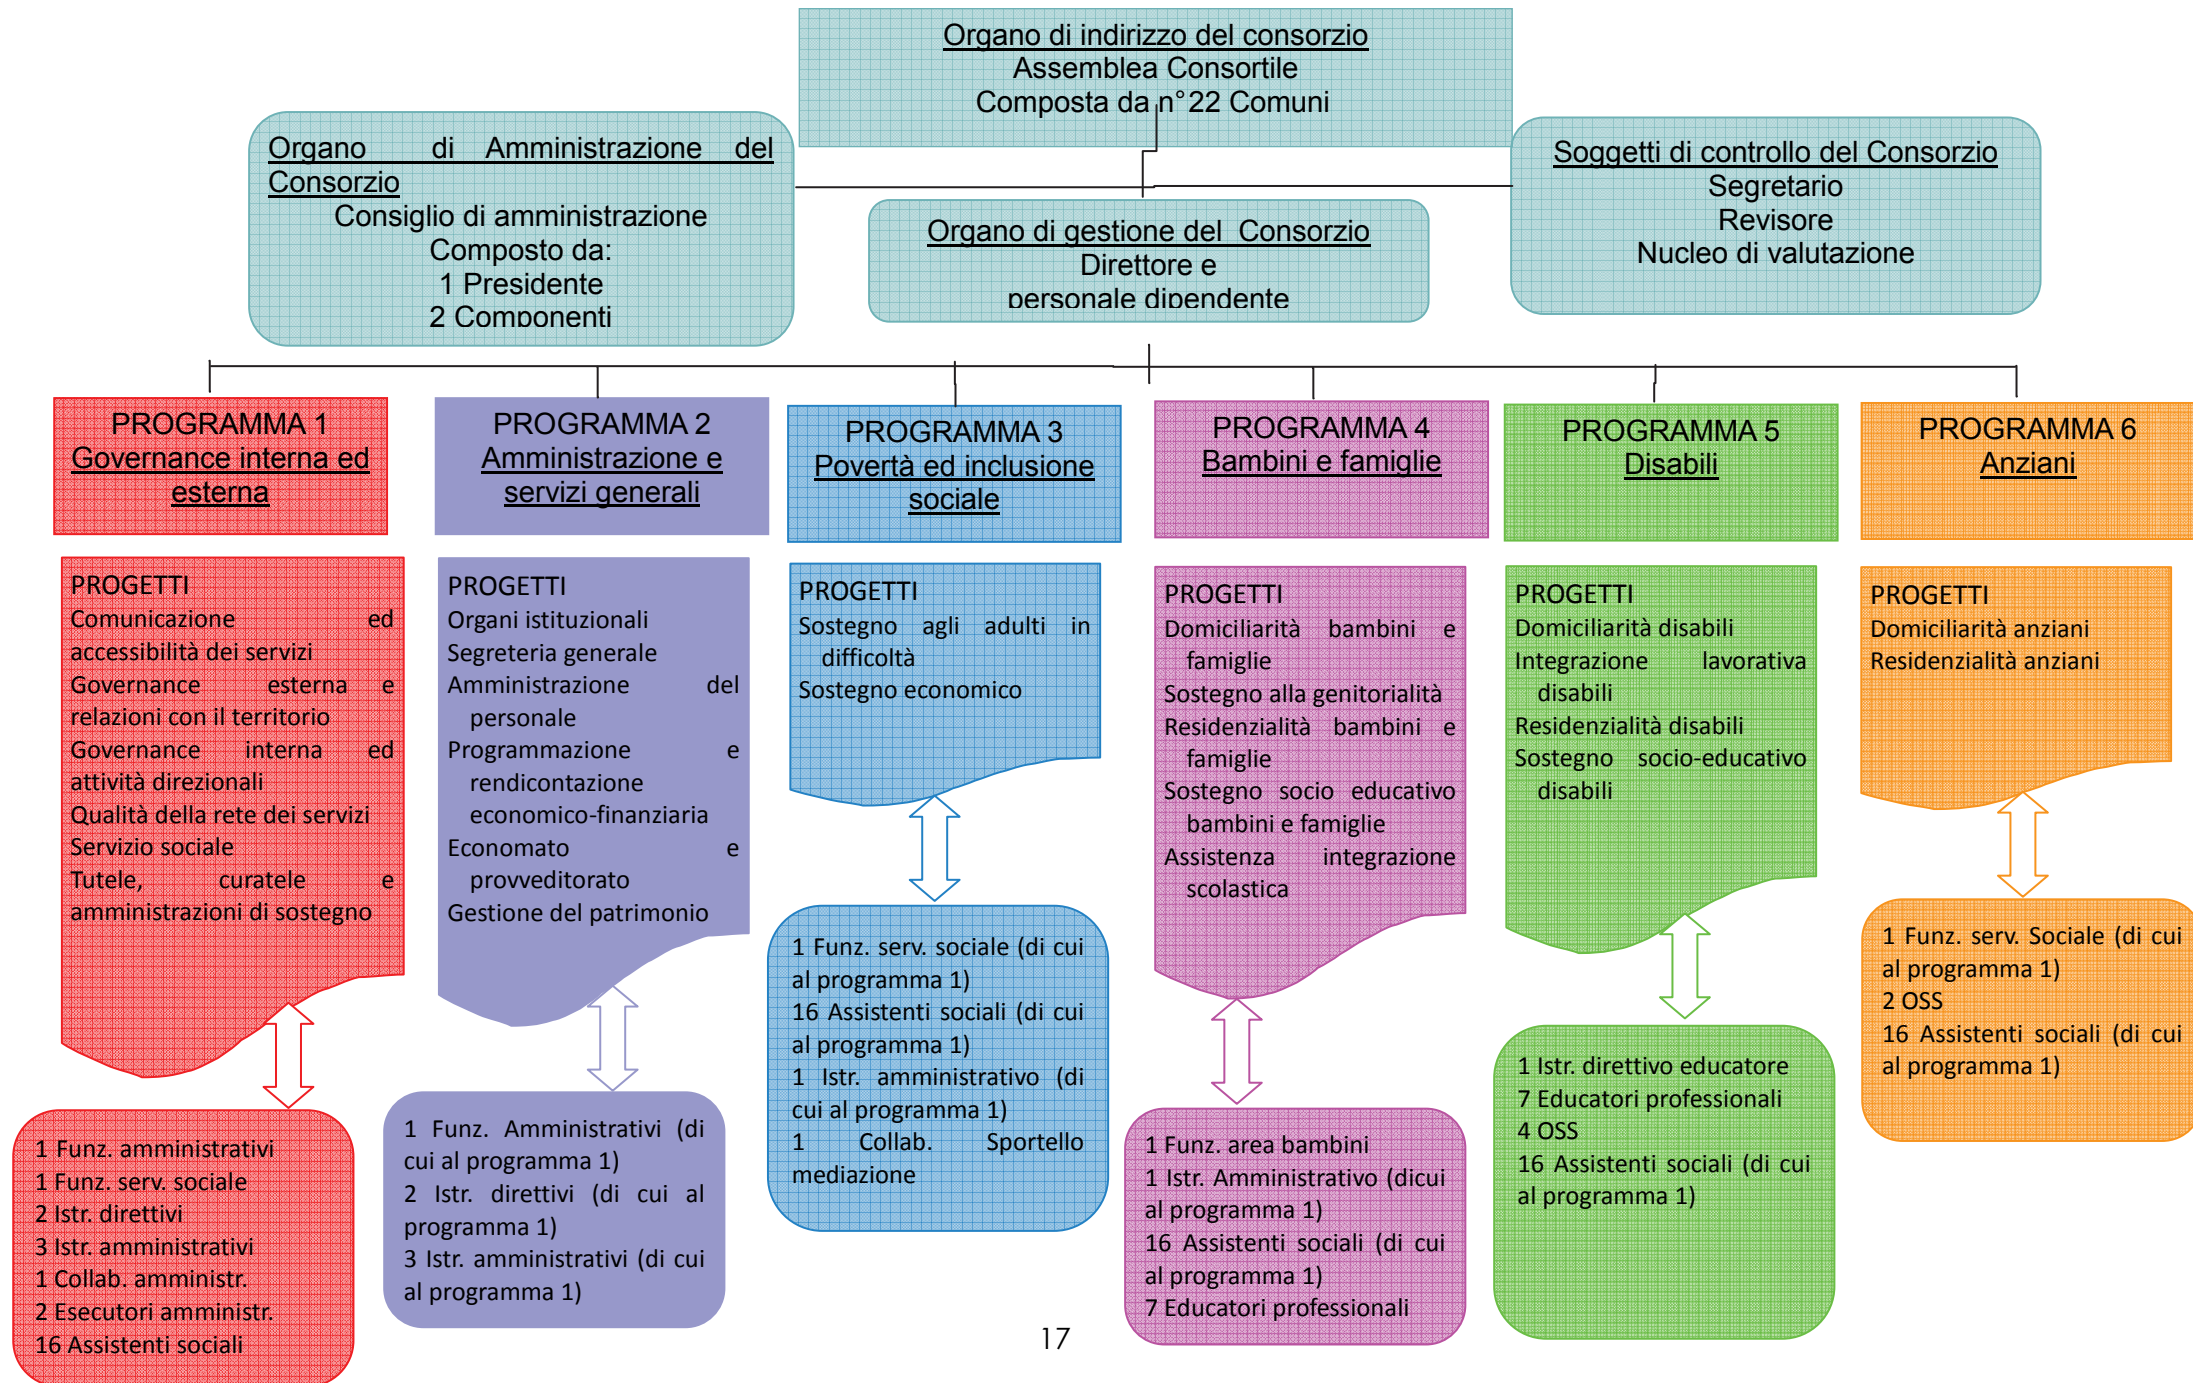 Organo di indirizzo del consorzio
Assemblea Consortile
Composta da n°22 Comuni
Organo di Amministrazione del
Consorzio
Consiglio di amministrazione
Composto da:
1 Presidente
2 Componenti
Organo di gestione del Consorzio
Direttore e
personale dipendente
Soggetti di controllo del Consorzio
Segretario
Revisore
Nucleo di valutazione
PROGRAMMA 1
Governance interna ed
esterna
PROGRAMMA 2
Amministrazione e
servizi generali
PROGRAMMA 3
Povertà ed inclusione
sociale
PROGRAMMA 4
Bambini e famiglie
PROGRAMMA 5
Disabili
PROGRAMMA 6
Anziani
PROGETTI
Comunicazione ed
accessibilità dei servizi
Governance esterna e
relazioni con il territorio
Governance interna ed
attività direzionali
Qualità della rete dei servizi
Servizio sociale
Tutele, curatele e
amministrazioni di sostegno
PROGETTI
Organi istituzionali
Segreteria generale
Amministrazione del
personale
Programmazione e
rendicontazione
economico-finanziaria
Economato e
provveditorato
Gestione del patrimonio
PROGETTI
Sostegno agli adulti in
difficoltà
Sostegno economico
PROGETTI
Domiciliarità bambini e
famiglie
Sostegno alla genitorialità
Residenzialità bambini e
famiglie
Sostegno socio educativo
bambini e famiglie
Assistenza integrazione
scolastica
PROGETTI
Domiciliarità disabili
Integrazione lavorativa
disabili
Residenzialità disabili
Sostegno socio-educativo
disabili
PROGETTI
Domiciliarità anziani
Residenzialità anziani
1 Funz. amministrativi
1 Funz. serv. sociale
2 Istr. direttivi
3 Istr. amministrativi
1 Collab. amministr.
2 Esecutori amministr.
16 Assistenti sociali
1 Funz. Amministrativi (di
cui al programma 1)
2 Istr. direttivi (di cui al
programma 1)
3 Istr. amministrativi (di cui
al programma 1)
1 Funz. serv. sociale (di cui
al programma 1)
16 Assistenti sociali (di cui
al programma 1)
1 Istr. amministrativo (di
cui al programma 1)
1 Collab. Sportello
mediazione
1 Funz. area bambini
1 Istr. Amministrativo (dicui
al programma 1)
16 Assistenti sociali (di cui
al programma 1)
7 Educatori professionali
1 Istr. direttivo educatore
7 Educatori professionali
4 OSS
16 Assistenti sociali (di cui
al programma 1)
1 Funz. serv. Sociale (di cui
al programma 1)
2 OSS
16 Assistenti sociali (di cui
al programma 1)
17